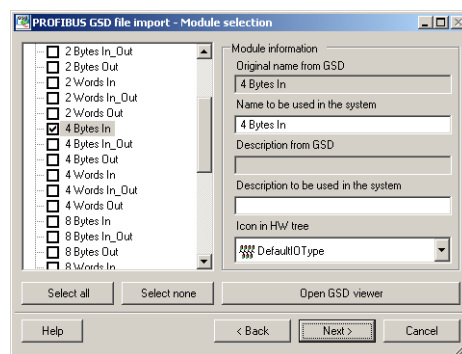 PROFIBUS GSD file import - Module selection
2 Bytes In_Out
2 Bytes Out
2 Words In
2 Words In_Out
2 Words Out
4 Bytes In
4 Bytes In_Out
4 Bytes Out
4 Words In
4 Words In_Out
4 Words Out
8 Bytes In
8 Bytes In_Out
8 Bytes Out
8 Words In
Module information
Original name from GSD
4 Bytes In
Name to be used in the system
4 Bytes In
Description from GSD
Description to be used in the system
Icon in HW tree
DefaultIOType
Select all
Select none
Open GSD viewer
Help
< Back
Next >
Cancel